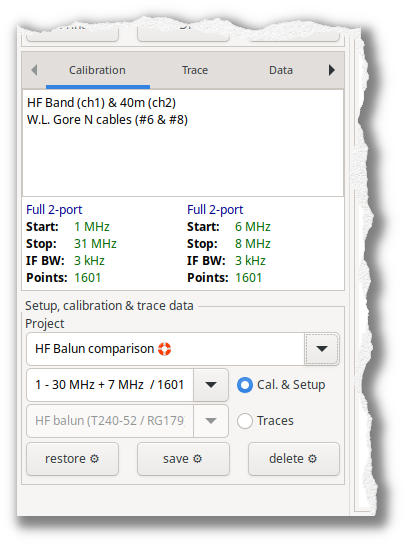 Calibration Trace Data
HF Band (ch1) & 40m (ch2)
W.L. Gore N cables (#6 & #8)
Full 2-port Full 2-port
Start: 1 MHz Start: 6 MHz
Stop: 31 MHz Stop: 8 MHz
IF BW: 3 kHz IF BW: 3 kHz
Points: 1601 Points: 1601
Setup, calibration & trace data
Project
HF Balun comparison
1 - 30 MHz + 7 MHz / 1601 Cal. & Setup
HF balun (T240-52 / RG179 Traces
restore save delete